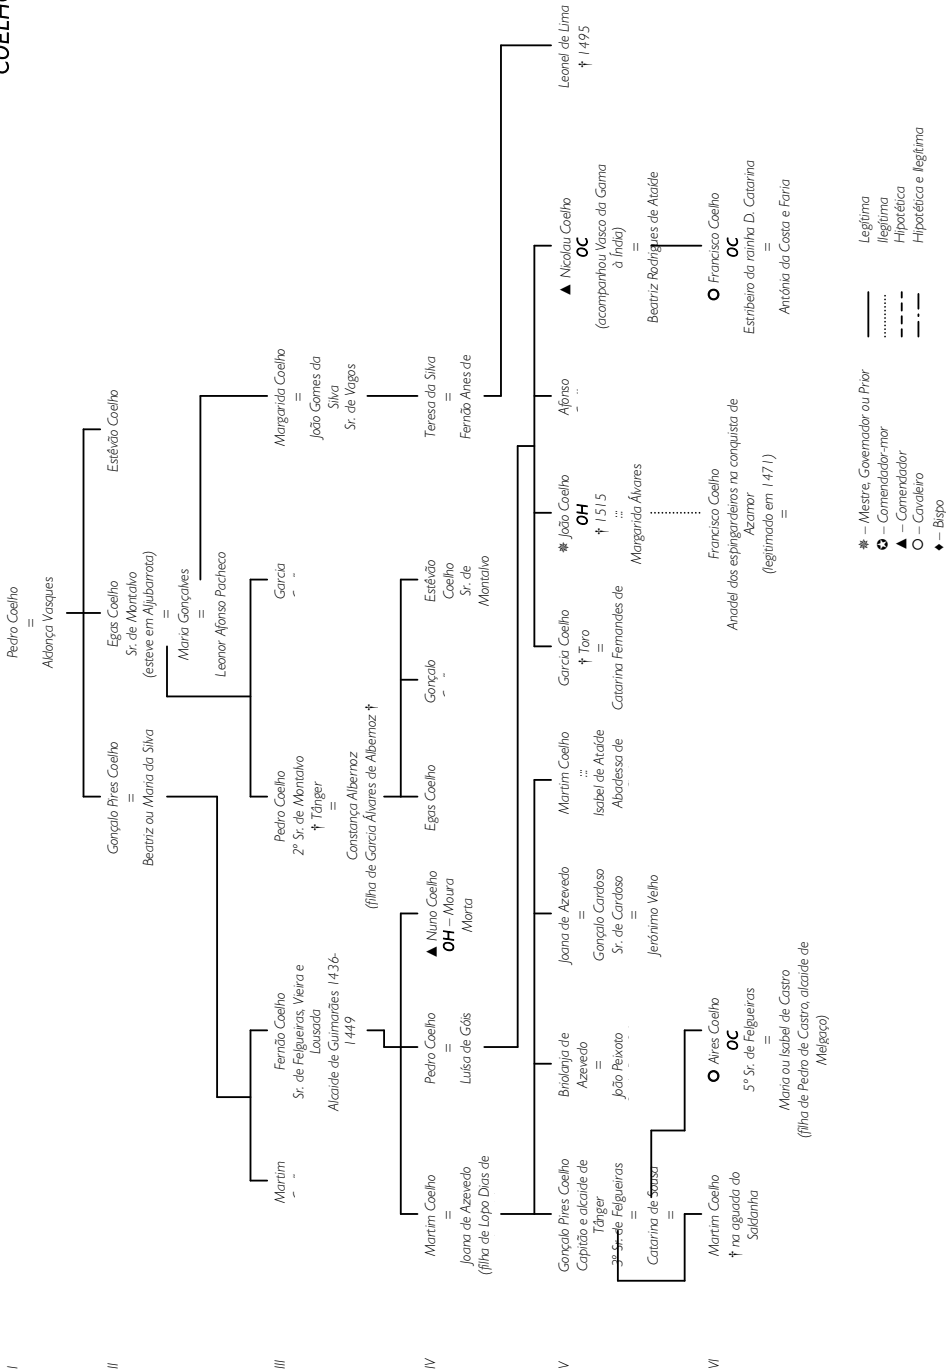 COELHO
I
Pedro Coelho
=
Aldonça Vasques
II
Gonçalo Pires Coelho
=
Beatriz ou Maria da Silva
Egas Coelho
Sr. de Montalvo
(esteve em Aljubarrota)
=
Maria Gonçalves
=
Leonor Afonso Pacheco
Estêvão Coelho
III
Martim
Fernão Coelho
Sr. de Felgueiras, Vieira e
Lousada
Alcaide de Guimarães 1436-
1449
Pedro Coelho
2º Sr. de Montalvo
† Tânger
=
Constança Albernoz
(filha de Garcia Álvares de Albernoz †
Garcia
Margarida Coelho
=
João Gomes da
Silva
Sr. de Vagos
IV
Martim Coelho
=
Joana de Azevedo
(filha de Lopo Dias de
Pedro Coelho
=
Luísa de Góis
▲ Nuno Coelho
OH – Moura
Morta
Egas Coelho
Gonçalo
Estêvão
Coelho
Sr. de
Montalvo
Teresa da Silva
=
Fernão Anes de
V
Gonçalo Pires Coelho
Capitão e alcaide de
Tânger
3º Sr. de Felgueiras
=
Catarina de Sousa
=
Briolanja de
Azevedo
=
João Peixoto
Joana de Azevedo
=
Gonçalo Cardoso
Sr. de Cardoso
=
Jerónimo Velho
Martim Coelho
...
Isabel de Ataíde
Abadessa de
Garcia Coelho
† Toro
=
Catarina Fernandes de
✵ João Coelho
OH
† 1515
...
Margarida Álvares
Afonso
▲ Nicolau Coelho
OC
(acompanhou Vasco da Gama
à Índia)
=
Beatriz Rodrigues de Ataíde
Leonel de Lima
† 1495
VI
Martim Coelho
† na aguada do
Saldanha
O Aires Coelho
OC
5º Sr. de Felgueiras
=
Maria ou Isabel de Castro
(filha de Pedro de Castro, alcaide de
Melgaço)
Francisco Coelho
Anadel dos espingardeiros na conquista de
Azamor
(legitimado em 1471)
=
O Francisco Coelho
OC
Estribeiro da rainha D. Catarina
=
Antónia da Costa e Faria
✵ – Mestre, Governador ou Prior
✪ – Comendador-mor
▲ – Comendador
O – Cavaleiro
♦ – Bispo
Legítima
Ilegítima
Hipotética
Hipotética e Ilegítima